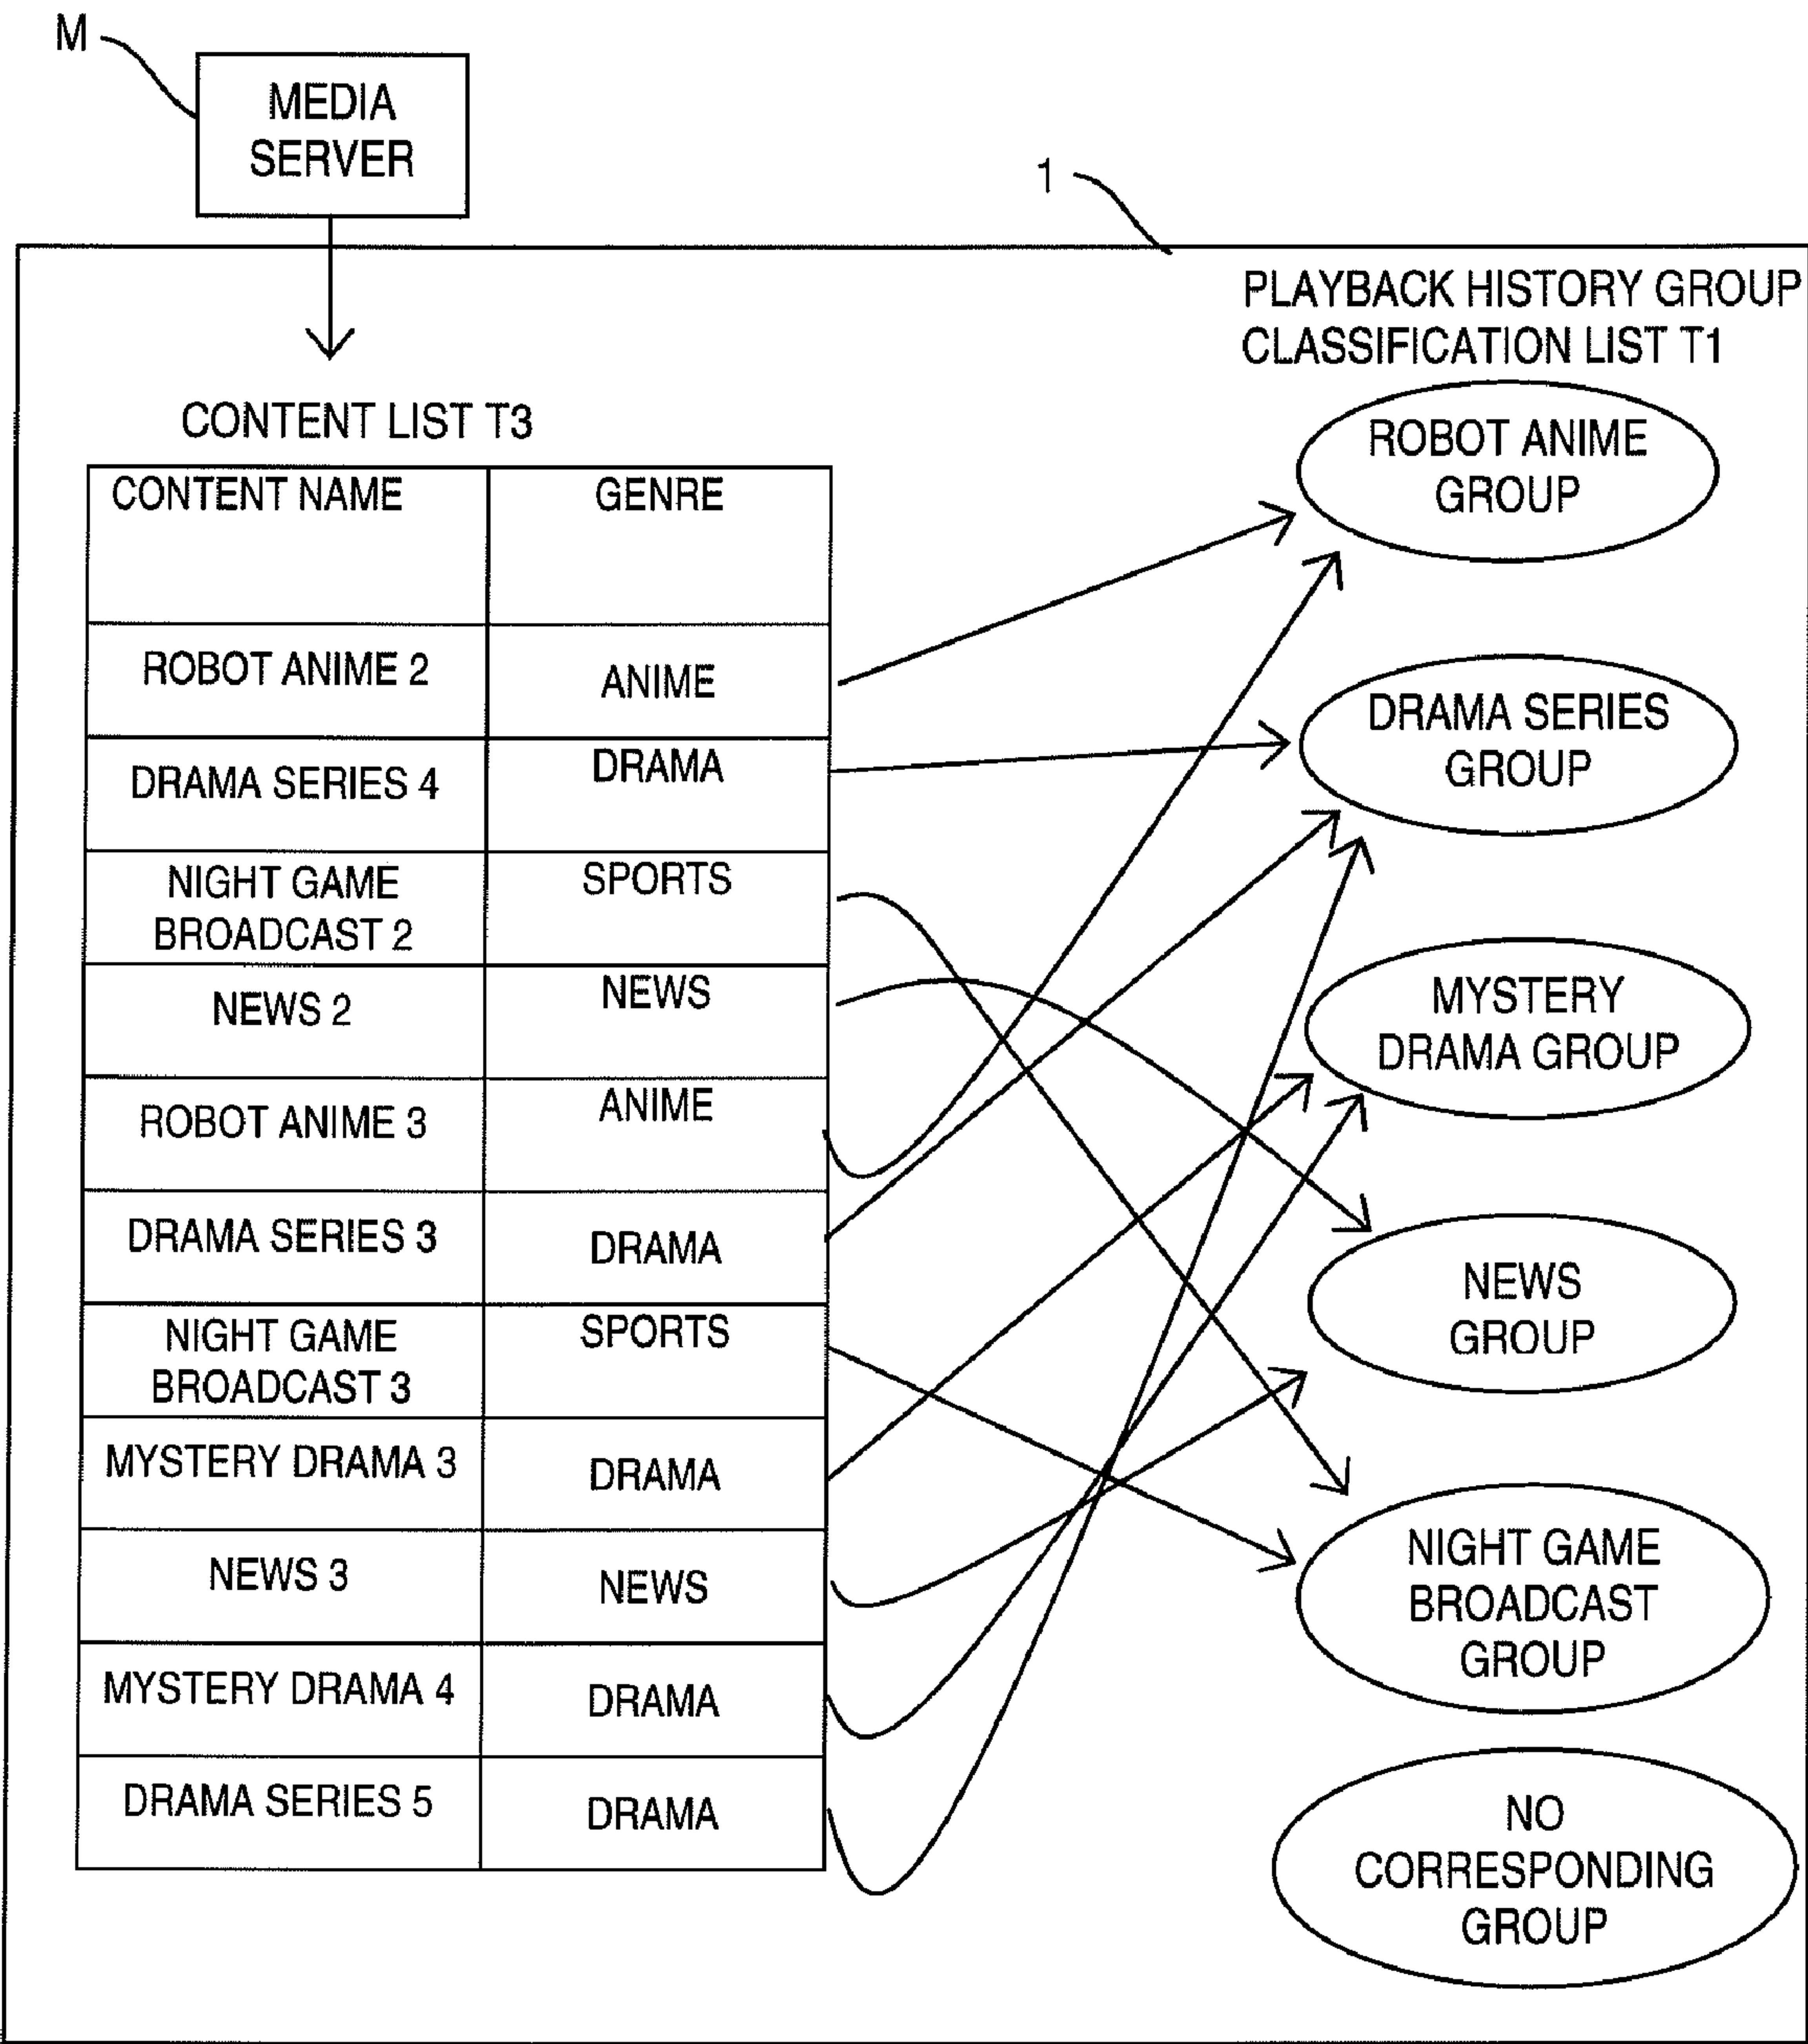 M
MEDIA
SERVER
1
PLAYBACK HISTORY GROUP
CLASSIFICATION LIST T1
CONTENT LIST T3
CONTENT NAME GENRE
ROBOT ANIME 2 ANIME
DRAMA SERIES 4 DRAMA
NIGHT GAME SPORTS
BROADCAST 2
NEWS 2 NEWS
ROBOT ANIME 3 ANIME
DRAMA SERIES 3 DRAMA
NIGHT GAME SPORTS
BROADCAST 3
MYSTERY DRAMA 3 DRAMA
NEWS 3 NEWS
MYSTERY DRAMA 4 DRAMA
DRAMA SERIES 5 DRAMA
ROBOT ANIME
GROUP
DRAMA SERIES
GROUP
MYSTERY
DRAMA GROUP
NEWS
GROUP
NIGHT GAME
BROADCAST
GROUP
NO
CORRESPONDING
GROUP